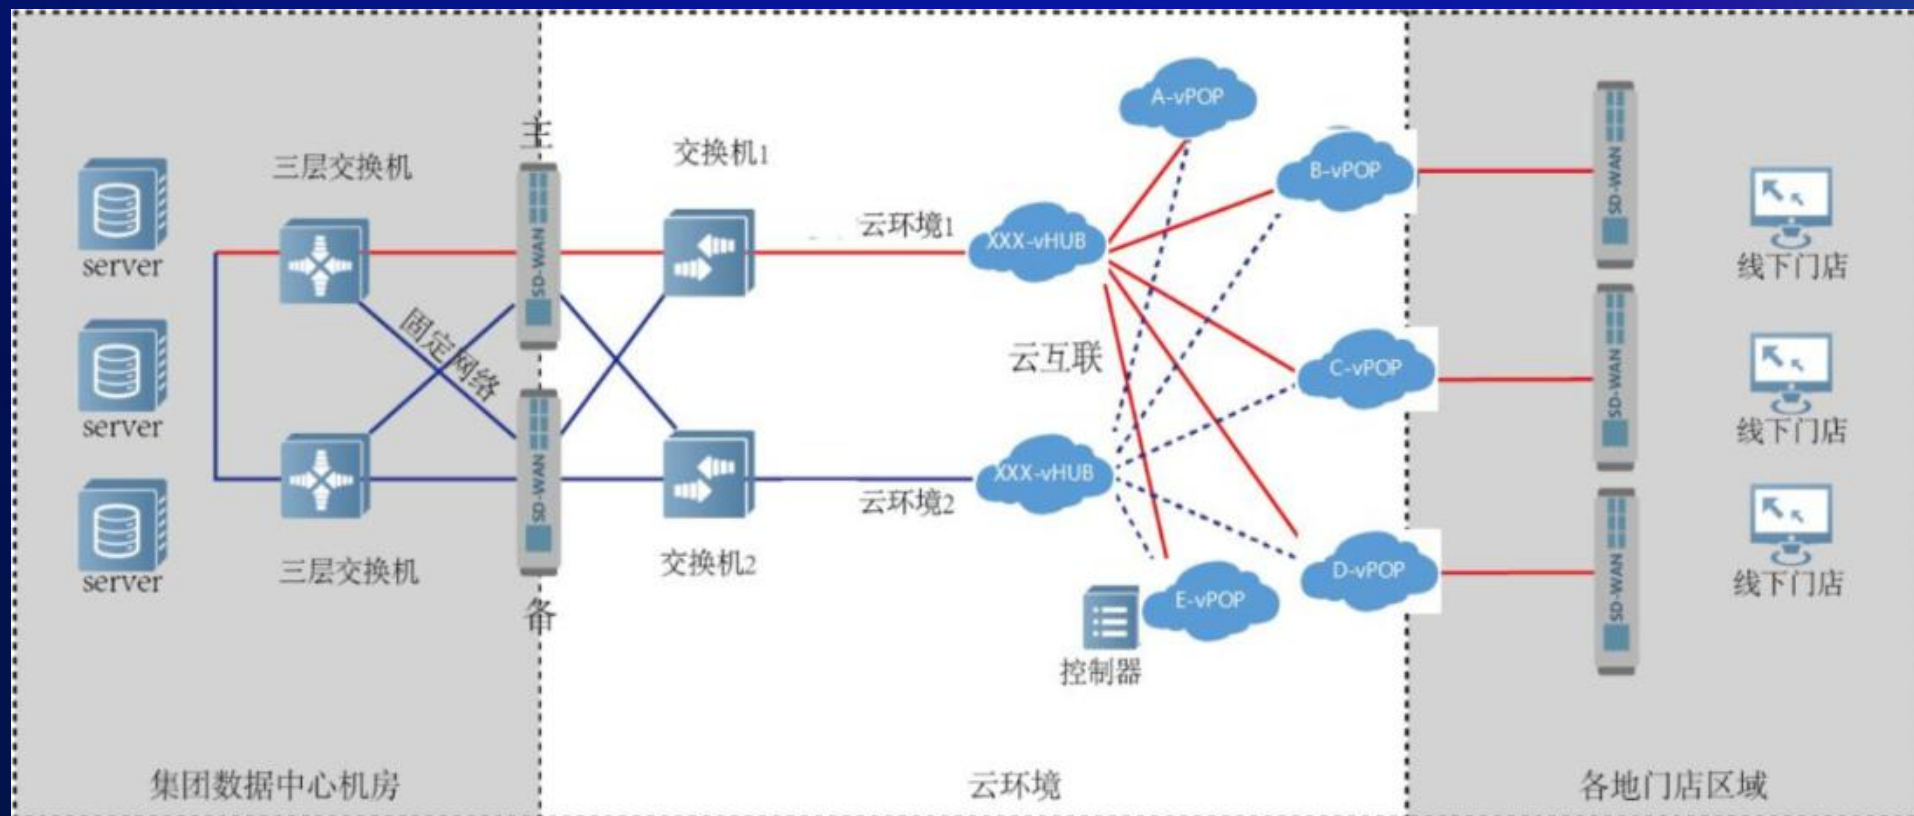 主
三层交换机
交换机1
A-vPOP
B-vPOP
SD-WAN
server
SD-WAN
云环境1
XXX-vHUB
线下门店
固定网络
云互联
C-vPOP
SD-WAN
server
线下门店
SD-WAN
云环境2
XXX-vHUB
server
三层交换机
备
交换机2
控制器
E-vPOP
D-vPOP
SD-WAN
线下门店
集团数据中心机房
云环境
各地门店区域